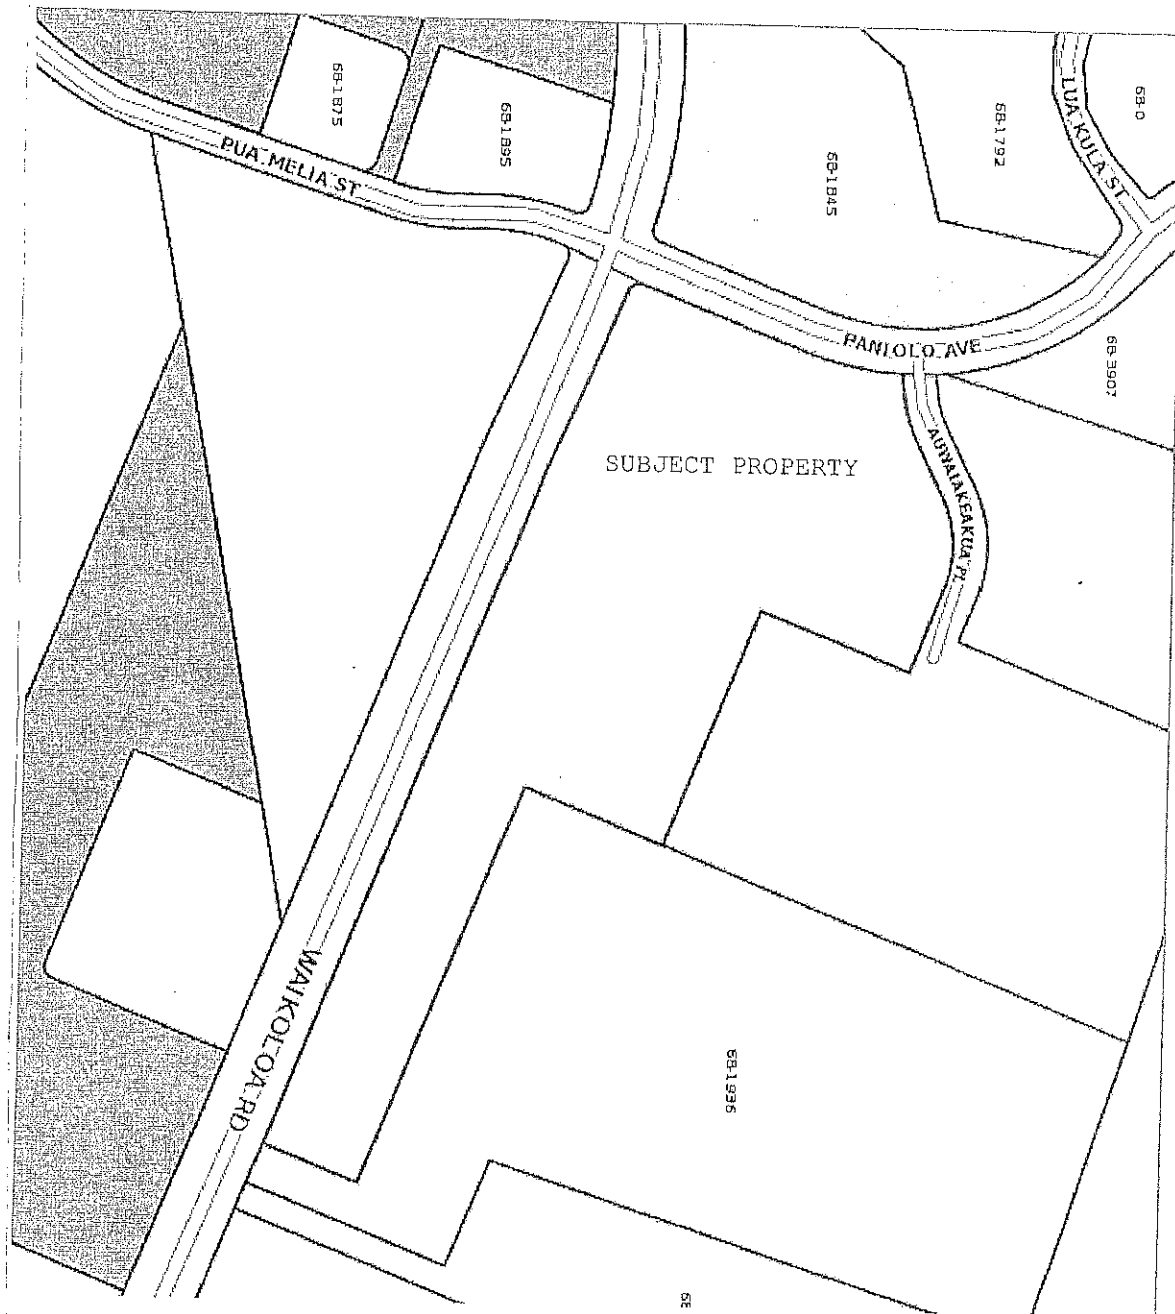 68-1875
68-1895
68-1845
68-1792
68-0
LUA KULA ST
PUA MELIA ST
PANIOLO AVE
68-3907
AUWAIAKEAKUA PL
SUBJECT PROPERTY
WAIKOLOA RD
68-1936